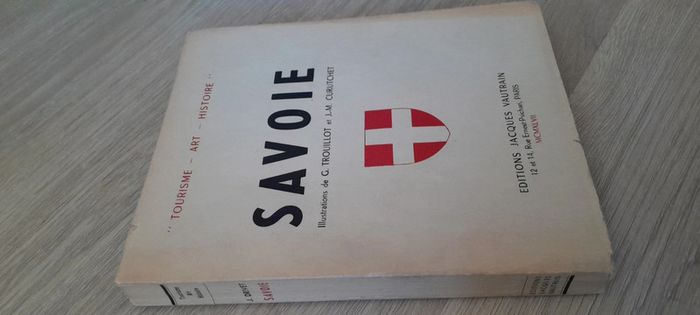 " TOURISME — ART — HISTOIRE "
SAVOIE
Illustrations de G. TROUILLOT et J.-M. CURUTCHET
EDITIONS JACQUES VAUTRAIN
12 et 14, Rue Ernest-Psichari, PARIS
MCMXLVII
J. DRIVET
SAVOIE